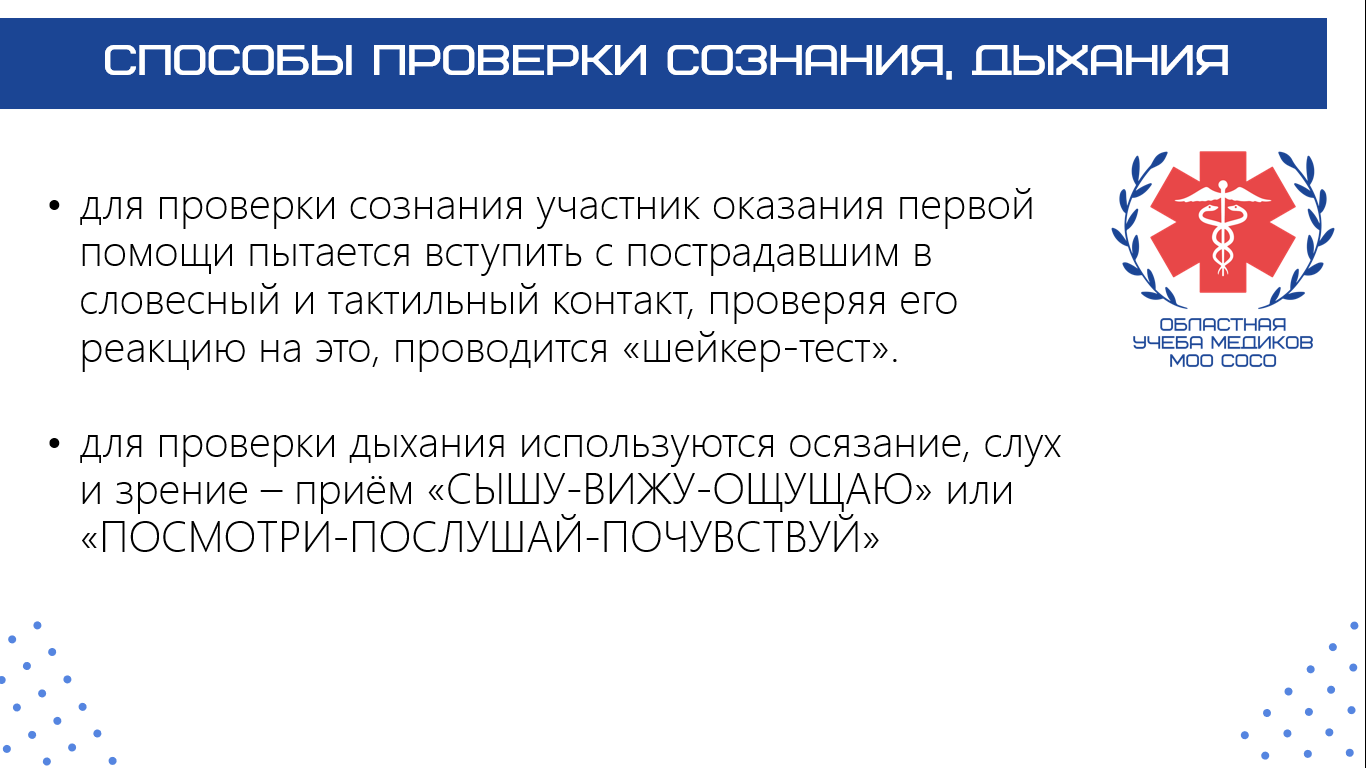 СПОСОБЫ ПРОВЕРКИ СОЗНАНИЯ, ДЫХАНИЯ
• для проверки сознания участник оказания первой
помощи пытается вступить с пострадавшим в
словесный и тактильный контакт, проверяя его
реакцию на это, проводится «шейкер-тест».
• для проверки дыхания используются осязание, слух
и зрение – приём «СЫШУ-ВИЖУ-ОЩУЩАЮ» или
«ПОСМОТРИ-ПОСЛУШАЙ-ПОЧУВСТВУЙ»
ОБЛАСТНАЯ
УЧЕБА МЕДИКОВ
МОО СОСО